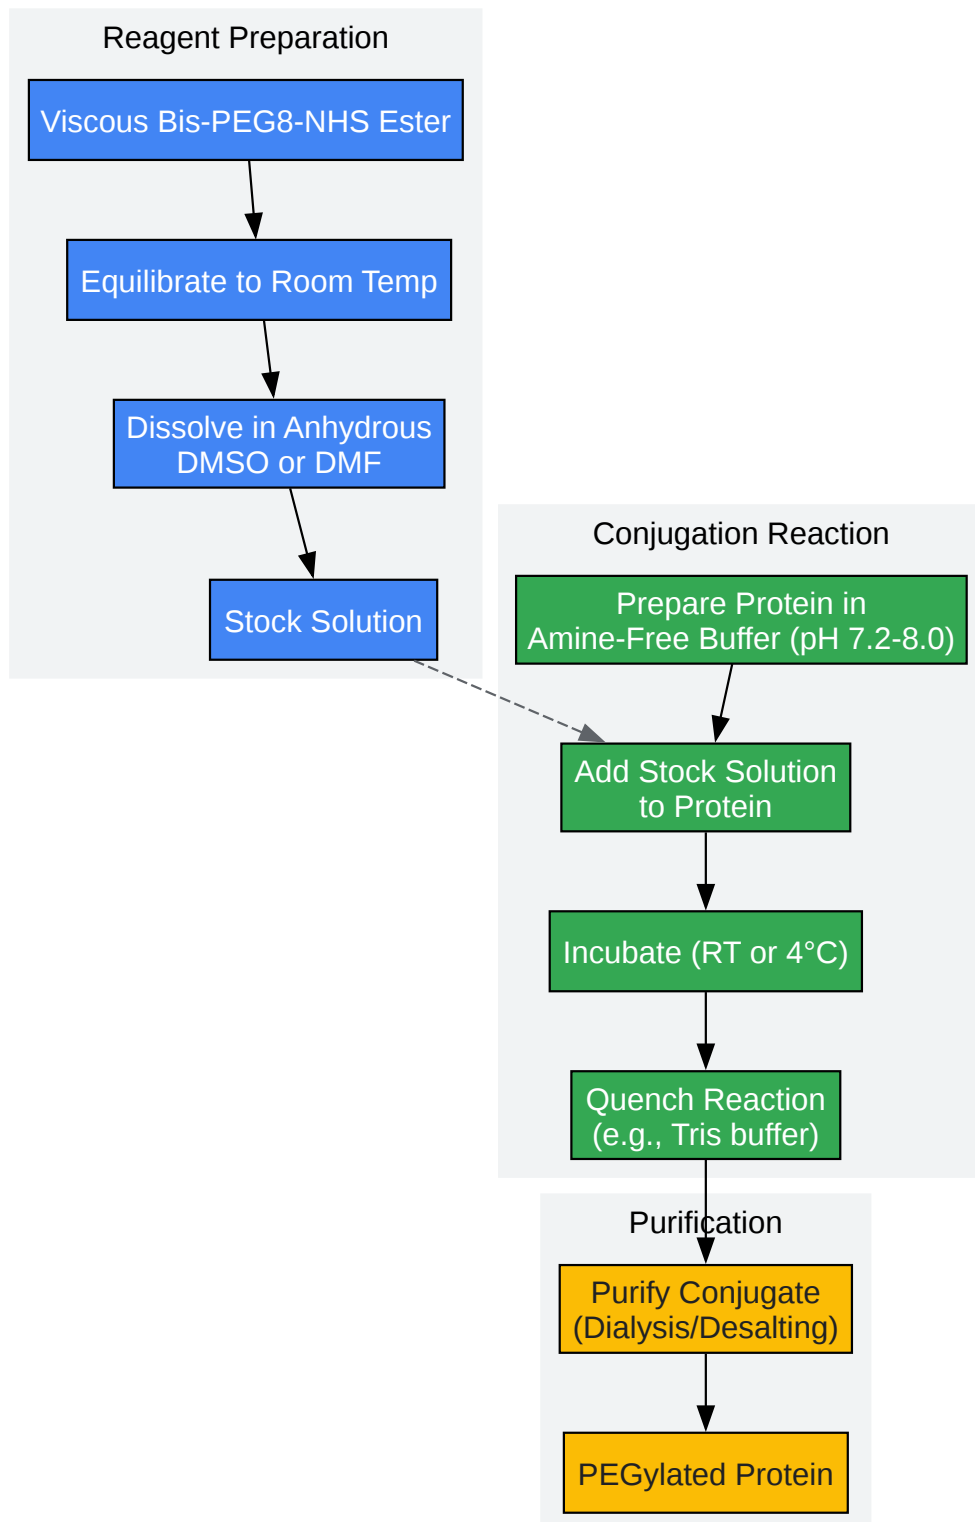 Reagent Preparation
Viscous Bis-PEG8-NHS Ester
Equilibrate to Room Temp
Dissolve in Anhydrous
DMSO or DMF
Stock Solution
Conjugation Reaction
Prepare Protein in
Amine-Free Buffer (pH 7.2-8.0)
Add Stock Solution
to Protein
Incubate (RT or 4°C)
Quench Reaction
(e.g., Tris buffer)
Purification
Purify Conjugate
(Dialysis/Desalting)
PEGylated Protein